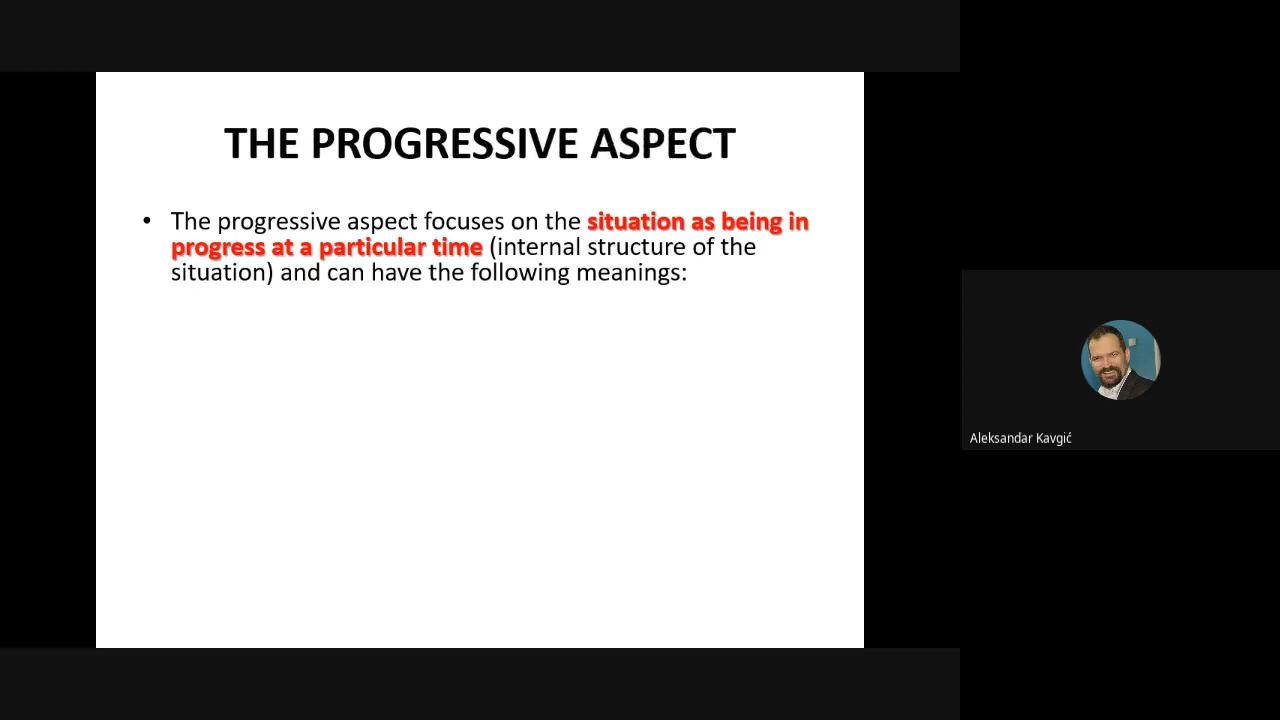 THE PROGRESSIVE ASPECT
• The progressive aspect focuses on the situation as being in
progress at a particular time (internal structure of the
situation) and can have the following meanings:
Aleksandar Kavgić